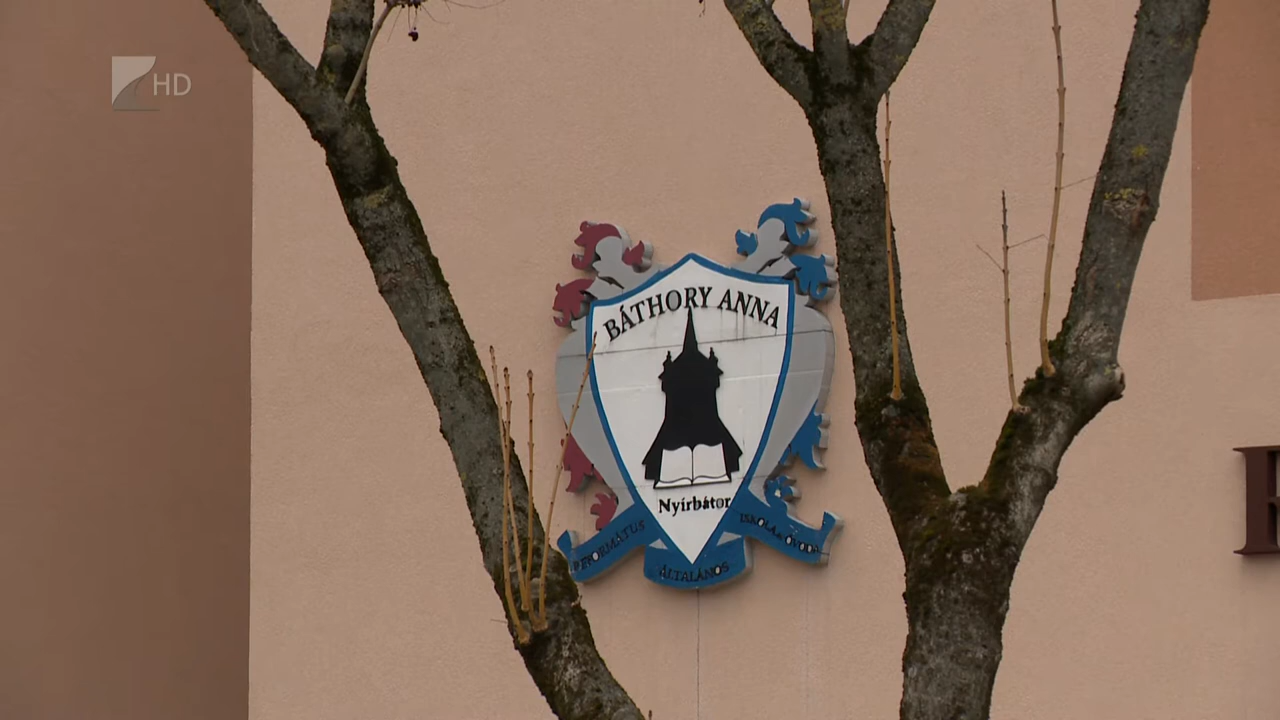 HD
BÁTHORY ANNA
Nyírbátor
REFORMÁTUS
ÁLTALÁNOS
ISKOLA és ÓVODA